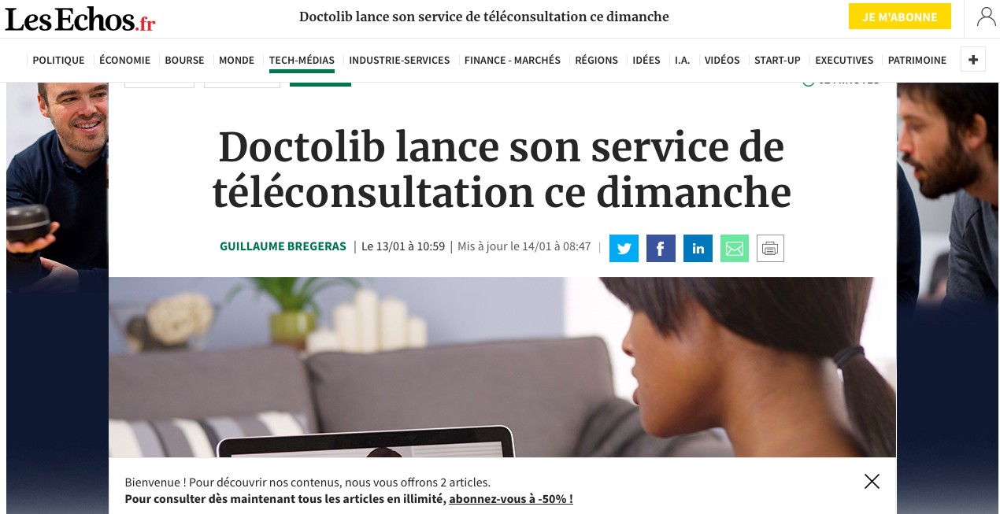 LesEchos.fr
Doctolib lance son service de téléconsultation ce dimanche
JE M'ABONNE
POLITIQUE ÉCONOMIE BOURSE MONDE TECH-MÉDIAS INDUSTRIE-SERVICES FINANCE - MARCHÉS RÉGIONS IDÉES I.A. VIDÉOS START-UP EXECUTIVES PATRIMOINE +
Doctolib lance son service de
téléconsultation ce dimanche
GUILLAUME BREGERAS | Le 13/01 à 10:59 | Mis à jour le 14/01 à 08:47 |
Bienvenue ! Pour découvrir nos contenus, nous vous offrons 2 articles.
Pour consulter dès maintenant tous les articles en illimité, abonnez-vous à -50% !